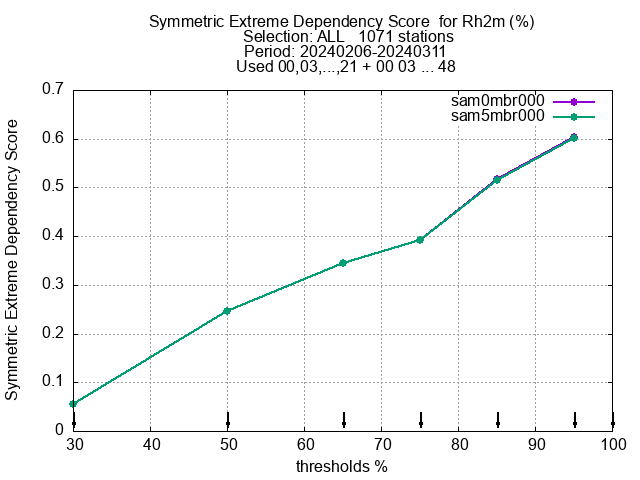 Symmetric Extreme Dependency Score  for Rh2m (%)
Selection: ALL   1071 stations
Period: 20240206-20240311
Used 00,03,...,21 + 00 03 ... 48
sam0mbr000
sam5mbr000
Symmetric Extreme Dependency Score
0.7
0.6
0.5
0.4
0.3
0.2
0.1
0
30 40 50 60 70 80 90 100
thresholds %